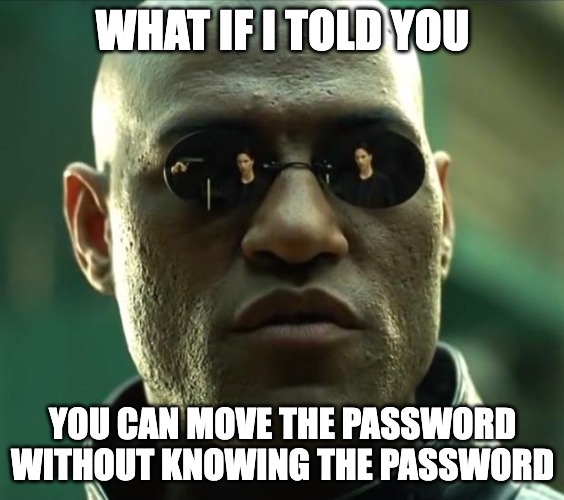 WHAT IF I TOLD YOU
YOU CAN MOVE THE PASSWORD
WITHOUT KNOWING THE PASSWORD